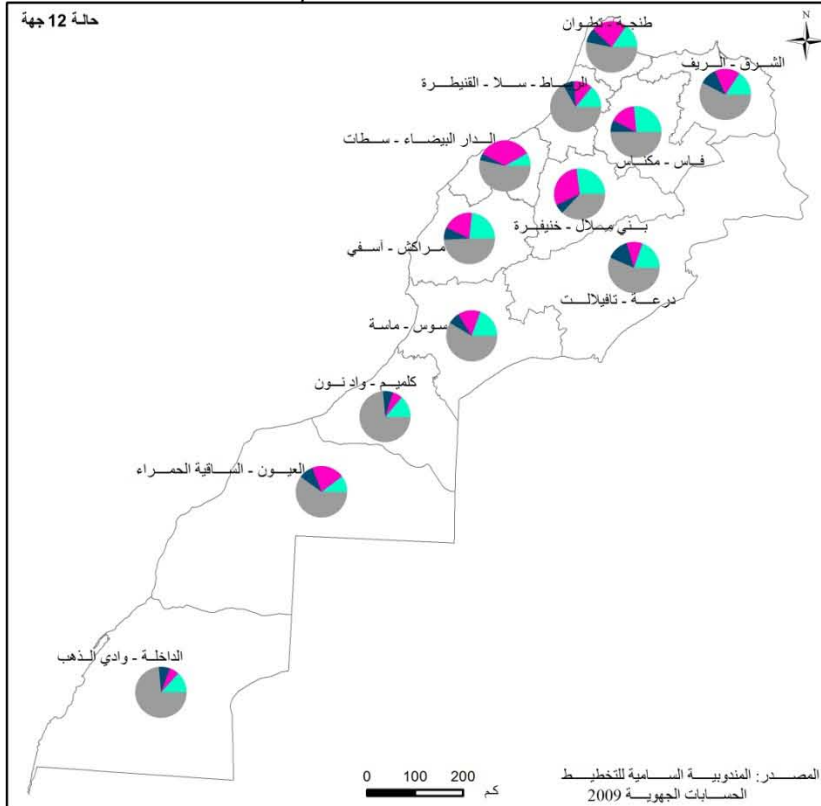 حالة 12 جهة
N
طنجة - تطوان
الشرق - الريف
الرباط - سلا - القنيطرة
الدار البيضاء - سطات
فاس - مكناس
بني ملال - خنيفرة
مراكش - آسفي
درعة - تافيلالت
سوس - ماسة
كلميم - واد نون
العيون - الساقية الحمراء
الداخلة - وادي الذهب
0 100 200
كم
المصدر: المندوبية السامية للتخطيط
الحسابات الجهوية 2009